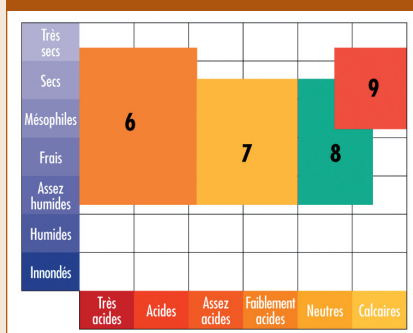 Très
secs
Secs
Mésophiles
Frais
Assez
humides
Humides
Innondés
6
7
8
9
Très
acides
Acides
Assez
acides
Faiblement
acides
Neutres
Calcaires